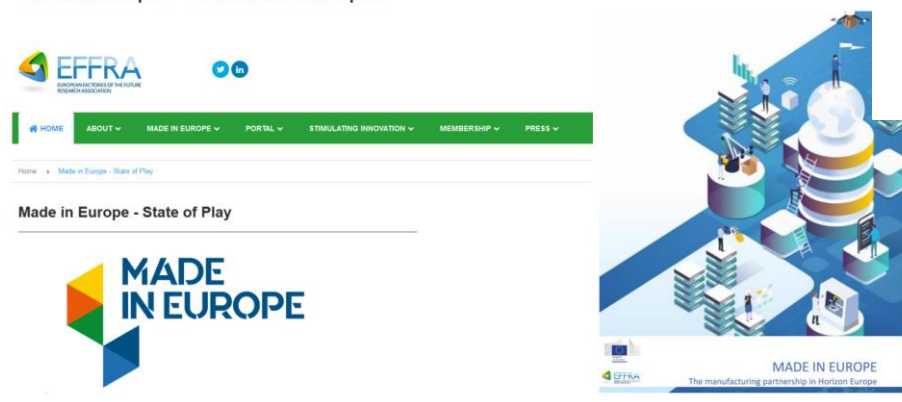 EFFRA
EUROPEAN FACTORIES OF THE FUTURE
RESEARCH ASSOCIATION
HOME ABOUT MADE IN EUROPE PORTAL STIMULATING INNOVATION MEMBERSHIP PRESS
Home Made in Europe - State of Play
Made in Europe - State of Play
MADE
IN EUROPE
EFFRA
MADE IN EUROPE
The manufacturing partnership in Horizon Europe